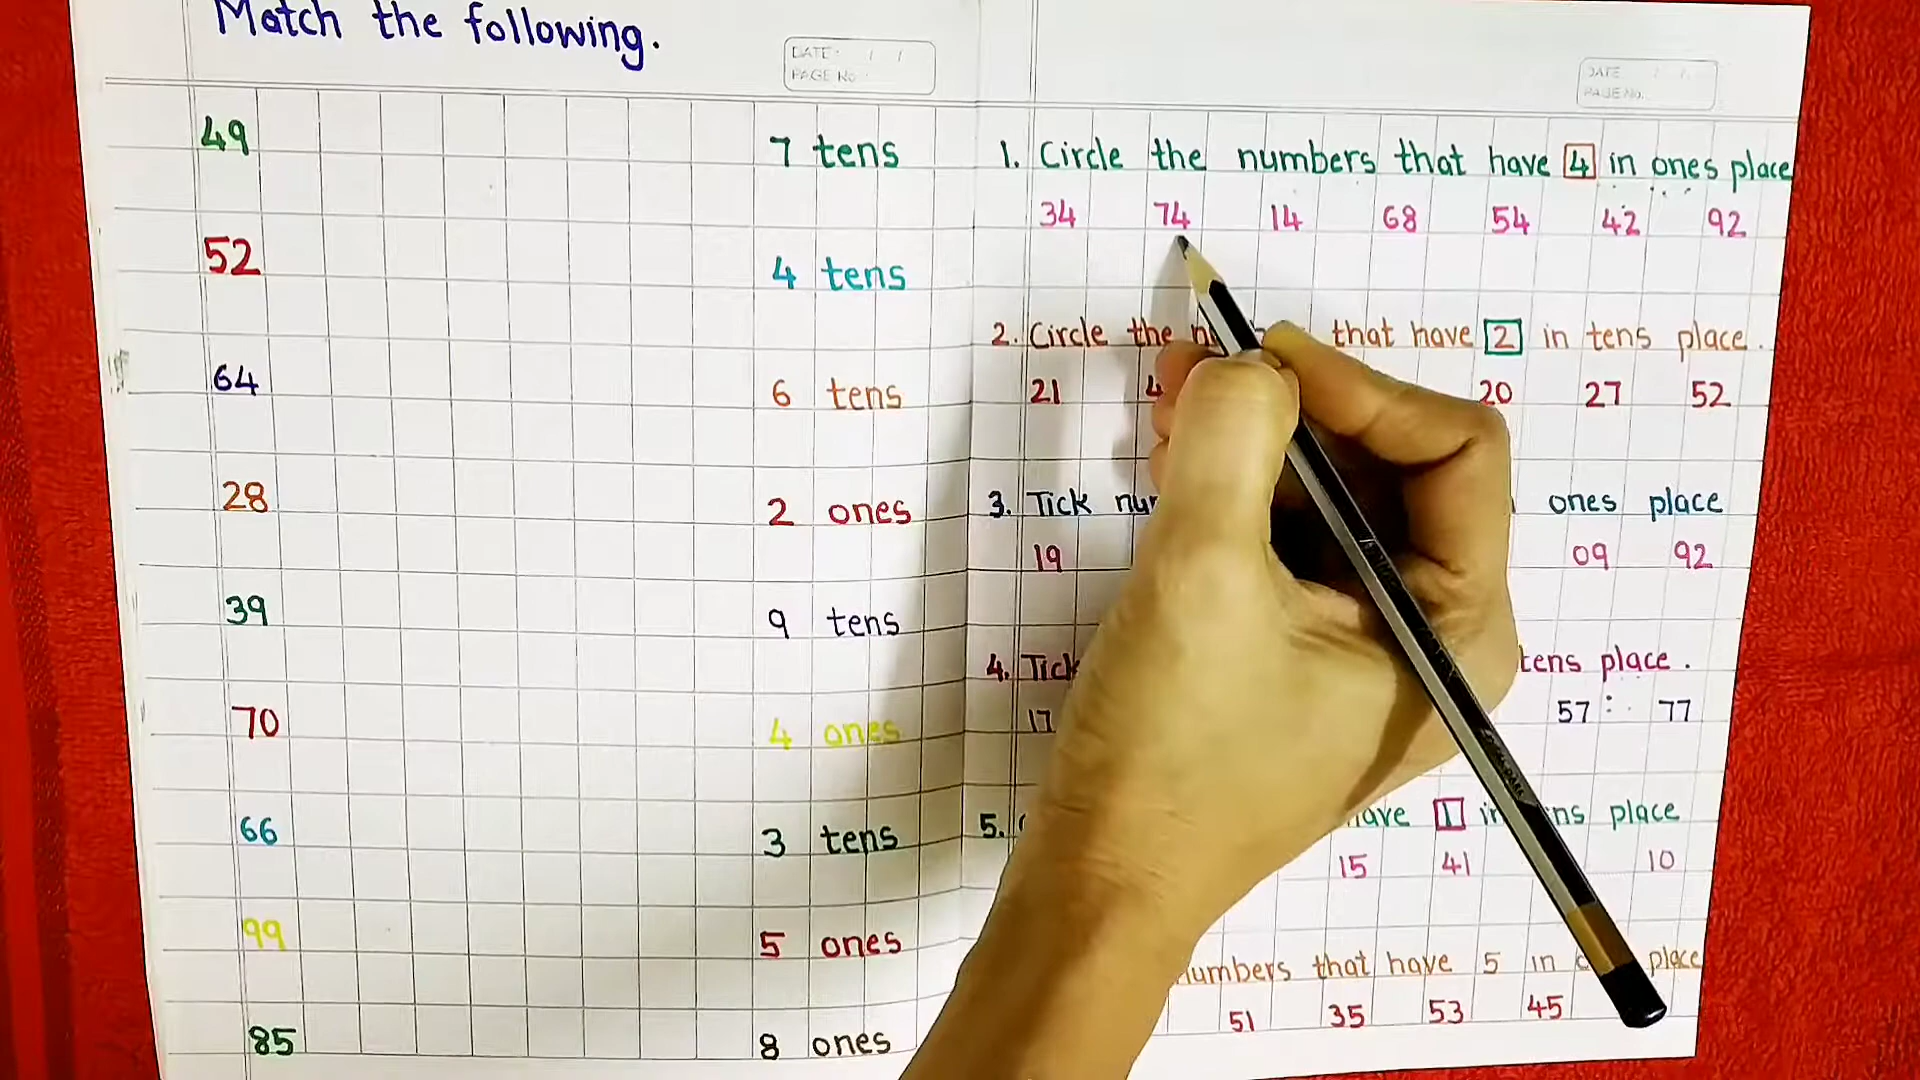 Match the following.
DATE: / /
PAGE No:
49 7 tens
52 4 tens
64 6 tens
28 2 ones
39 9 tens
70 4 ones
66 3 tens
99 5 ones
85 8 ones
DATE / /
PAGE No.
1. Circle the numbers that have 4 in ones place
34 74 14 68 54 42 92
2. Circle the that have 2 in tens place.
21 20 27 52
3. Tick ones place
19 09 92
4. Tick tens place.
17 57 77
5. have 1 in place
15 41 10
numbers that have 5 in place
51 35 53 45